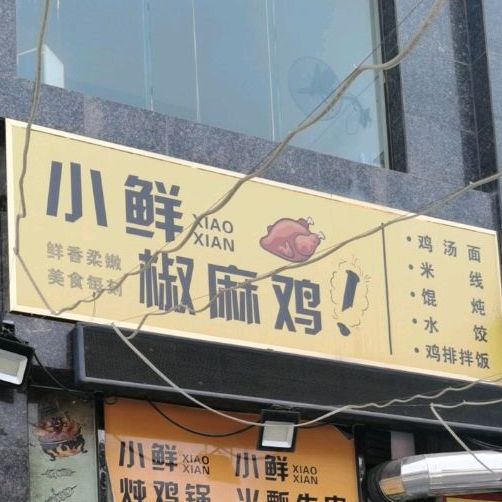 小鲜
XIAO
XIAN
椒麻鸡!
鲜香柔嫩
美食每刻
·鸡汤面
·米线
·馄炖
·水饺
·鸡排拌饭
小鲜
XIAO
XIAN
炖鸡锅
小鲜
XIAO
XIAN